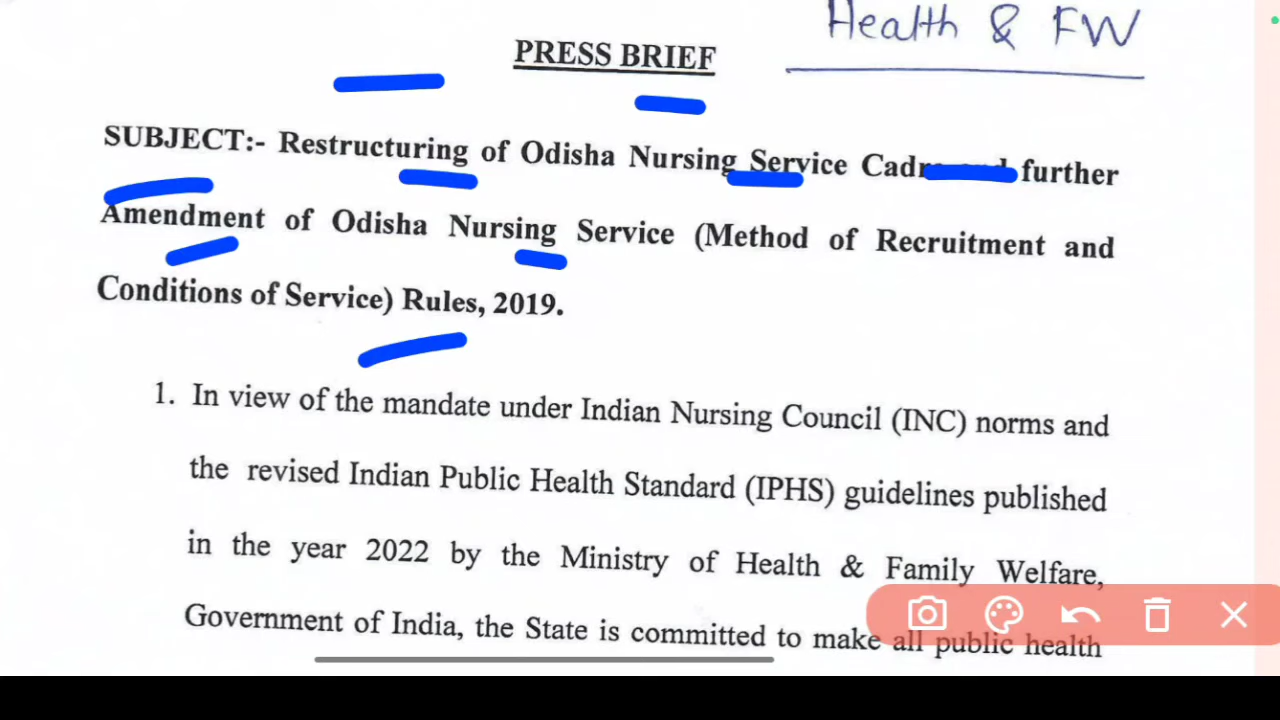 Health & FW
PRESS BRIEF
SUBJECT:- Restructuring of Odisha Nursing Service Cadre and further
Amendment of Odisha Nursing Service (Method of Recruitment and
Conditions of Service) Rules, 2019.
1. In view of the mandate under Indian Nursing Council (INC) norms and
the revised Indian Public Health Standard (IPHS) guidelines published
in the year 2022 by the Ministry of Health & Family Welfare,
Government of India, the State is committed to make all public health